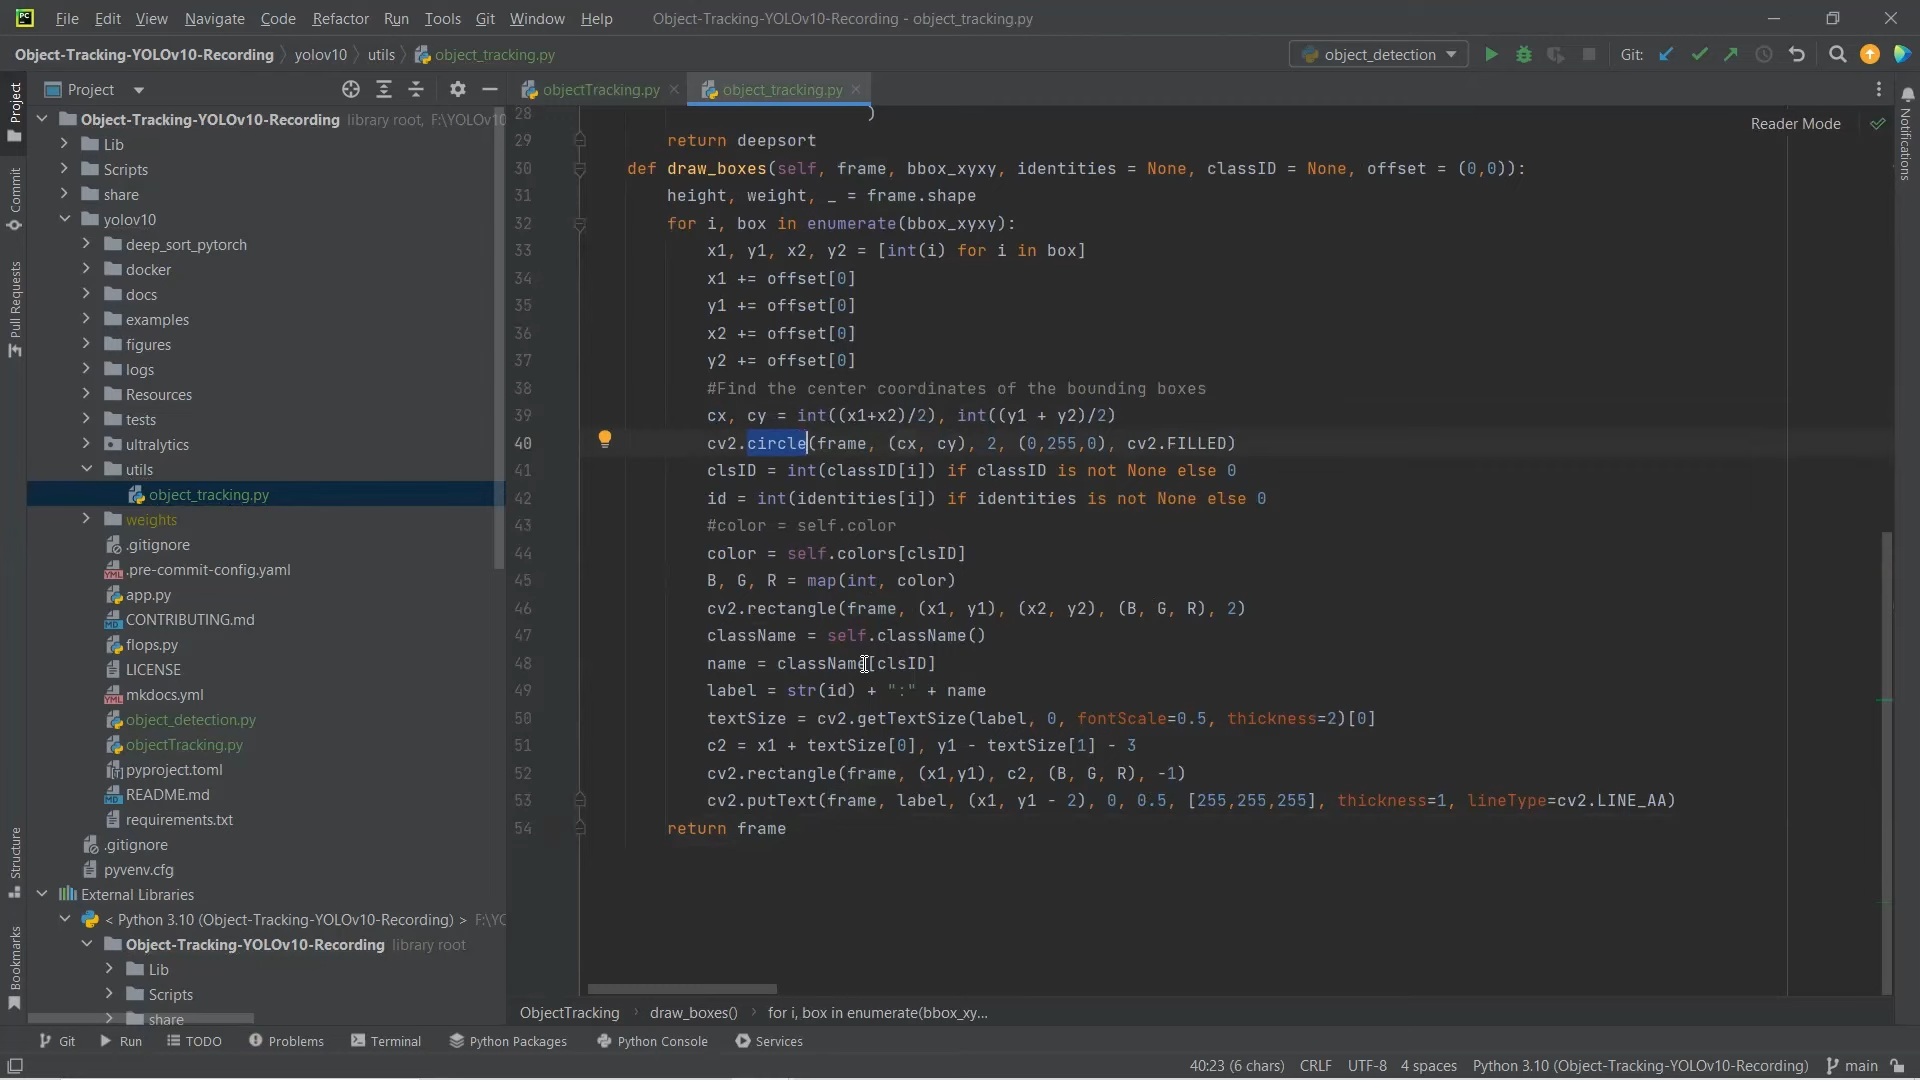 PC File Edit View Navigate Code Refactor Run Tools Git Window Help Object-Tracking-YOLOv10-Recording - object_tracking.py
Object-Tracking-YOLOv10-Recording yolov10 utils object_tracking.py object_detection Git:
Project objectTracking.py object_tracking.py
Reader Mode
Project
Commit
Pull Requests
Structure
Bookmarks
Notifications
Object-Tracking-YOLOv10-Recording library root, F:\YOLOv10
Lib
Scripts
share
yolov10
deep_sort_pytorch
docker
docs
examples
figures
logs
Resources
tests
ultralytics
utils
object_tracking.py
weights
.gitignore
.pre-commit-config.yaml
app.py
CONTRIBUTING.md
flops.py
LICENSE
mkdocs.yml
object_detection.py
objectTracking.py
pyproject.toml
README.md
requirements.txt
.gitignore
pyvenv.cfg
External Libraries
< Python 3.10 (Object-Tracking-YOLOv10-Recording) > F:\YO
Object-Tracking-YOLOv10-Recording library root
Lib
Scripts
share
28 )
29 return deepsort
30 def draw_boxes(self, frame, bbox_xyxy, identities = None, classID = None, offset = (0,0)):
31 height, weight, _ = frame.shape
32 for i, box in enumerate(bbox_xyxy):
33 x1, y1, x2, y2 = [int(i) for i in box]
34 x1 += offset[0]
35 y1 += offset[0]
36 x2 += offset[0]
37 y2 += offset[0]
38 #Find the center coordinates of the bounding boxes
39 cx, cy = int((x1+x2)/2), int((y1 + y2)/2)
40 cv2.circle(frame, (cx, cy), 2, (0,255,0), cv2.FILLED)
41 clsID = int(classID[i]) if classID is not None else 0
42 id = int(identities[i]) if identities is not None else 0
43 #color = self.color
44 color = self.colors[clsID]
45 B, G, R = map(int, color)
46 cv2.rectangle(frame, (x1, y1), (x2, y2), (B, G, R), 2)
47 className = self.className()
48 name = className[clsID]
49 label = str(id) + ":" + name
50 textSize = cv2.getTextSize(label, 0, fontScale=0.5, thickness=2)[0]
51 c2 = x1 + textSize[0], y1 - textSize[1] - 3
52 cv2.rectangle(frame, (x1,y1), c2, (B, G, R), -1)
53 cv2.putText(frame, label, (x1, y1 - 2), 0, 0.5, [255,255,255], thickness=1, lineType=cv2.LINE_AA)
54 return frame
ObjectTracking draw_boxes() for i, box in enumerate(bbox_xy...
Git Run TODO Problems Terminal Python Packages Python Console Services
40:23 (6 chars) CRLF UTF-8 4 spaces Python 3.10 (Object-Tracking-YOLOv10-Recording) main